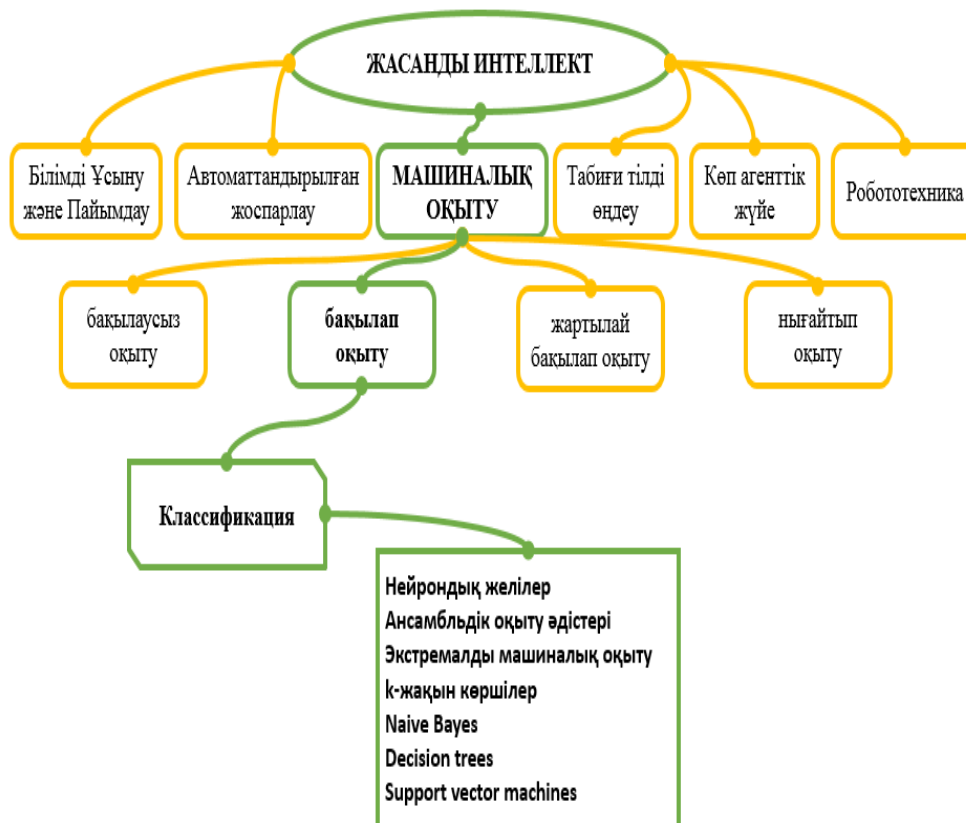 ЖАСАНДЫ ИНТЕЛЛЕКТ
Білімді Ұсыну
және Пайымдау
Автоматтандырылған
жоспарлау
МАШИНАЛЫҚ
ОҚЫТУ
Табиғи тілді
өңдеу
Көп агенттік
жүйе
Робототехника
бақылаусыз
оқыту
бақылап
оқыту
жартылай
бақылап оқыту
нығайтып
оқыту
Классификация
Нейрондық желілер
Ансамбльдік оқыту әдістері
Экстремалды машиналық оқыту
k-жақын көршілер
Naive Bayes
Decision trees
Support vector machines